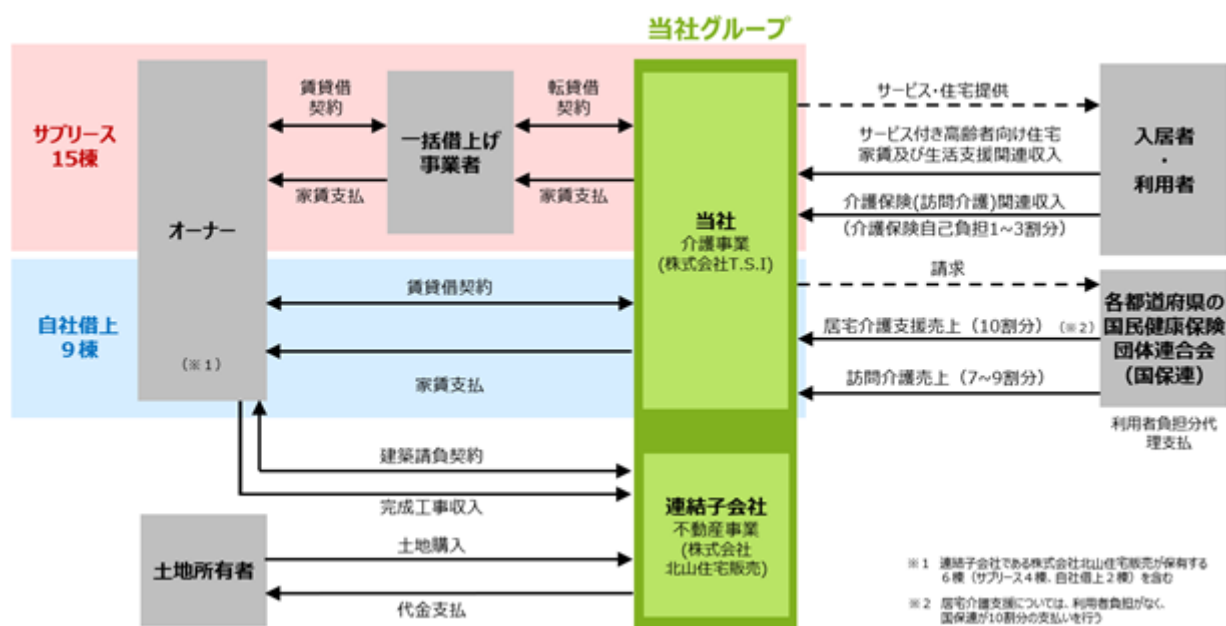 当社グループ
サブリース
15棟
オーナー
(※1)
賃貸借
契約
家賃支払
一括借上げ
事業者
転貸借
契約
家賃支払
当社
介護事業
(株式会社T.S.I)
サービス・住宅提供
サービス付き高齢者向け住宅
家賃及び生活支援関連収入
介護保険(訪問介護)関連収入
(介護保険自己負担1~3割分)
入居者
・
利用者
自社借上
9棟
賃貸借契約
家賃支払
請求
居宅介護支援売上（10割分）（※2）
訪問介護売上（7~9割分）
各都道府県の
国民健康保険
団体連合会
（国保連）
利用者負担分代
理支払
建築請負契約
完成工事収入
土地所有者
土地購入
代金支払
連結子会社
不動産事業
(株式会社
北山住宅販売)
※1 連結子会社である株式会社北山住宅販売が保有する
6棟（サブリース4棟、自社借上2棟）を含む
※2 居宅介護支援については、利用者負担がなく、
国保連が10割分の支払いを行う